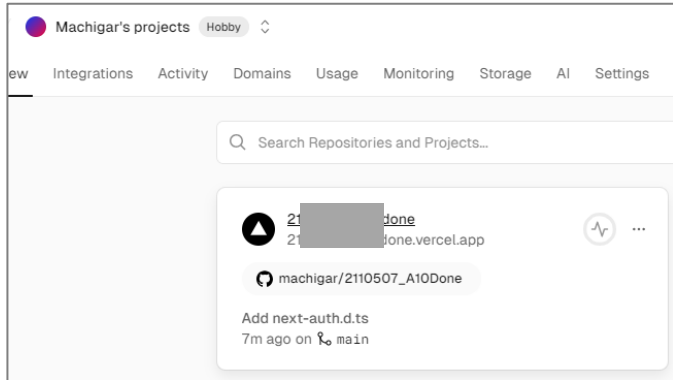 Machigar's projects Hobby
ew Integrations Activity Domains Usage Monitoring Storage AI Settings
Search Repositories and Projects...
21 done
21 done.vercel.app
machigar/2110507_A10Done
Add next-auth.d.ts
7m ago on main